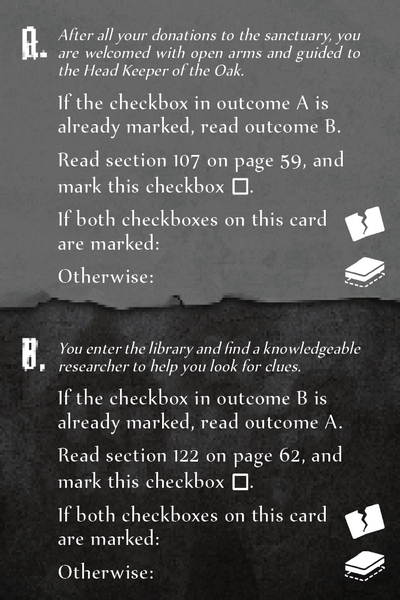 A.
After all your donations to the sanctuary, you
are welcomed with open arms and guided to
the Head Keeper of the Oak.
If the checkbox in outcome A is
already marked, read outcome B.
Read section 107 on page 59, and
mark this checkbox □.
If both checkboxes on this card
are marked:
Otherwise:
B.
You enter the library and find a knowledgeable
researcher to help you look for clues.
If the checkbox in outcome B is
already marked, read outcome A.
Read section 122 on page 62, and
mark this checkbox □.
If both checkboxes on this card
are marked:
Otherwise: